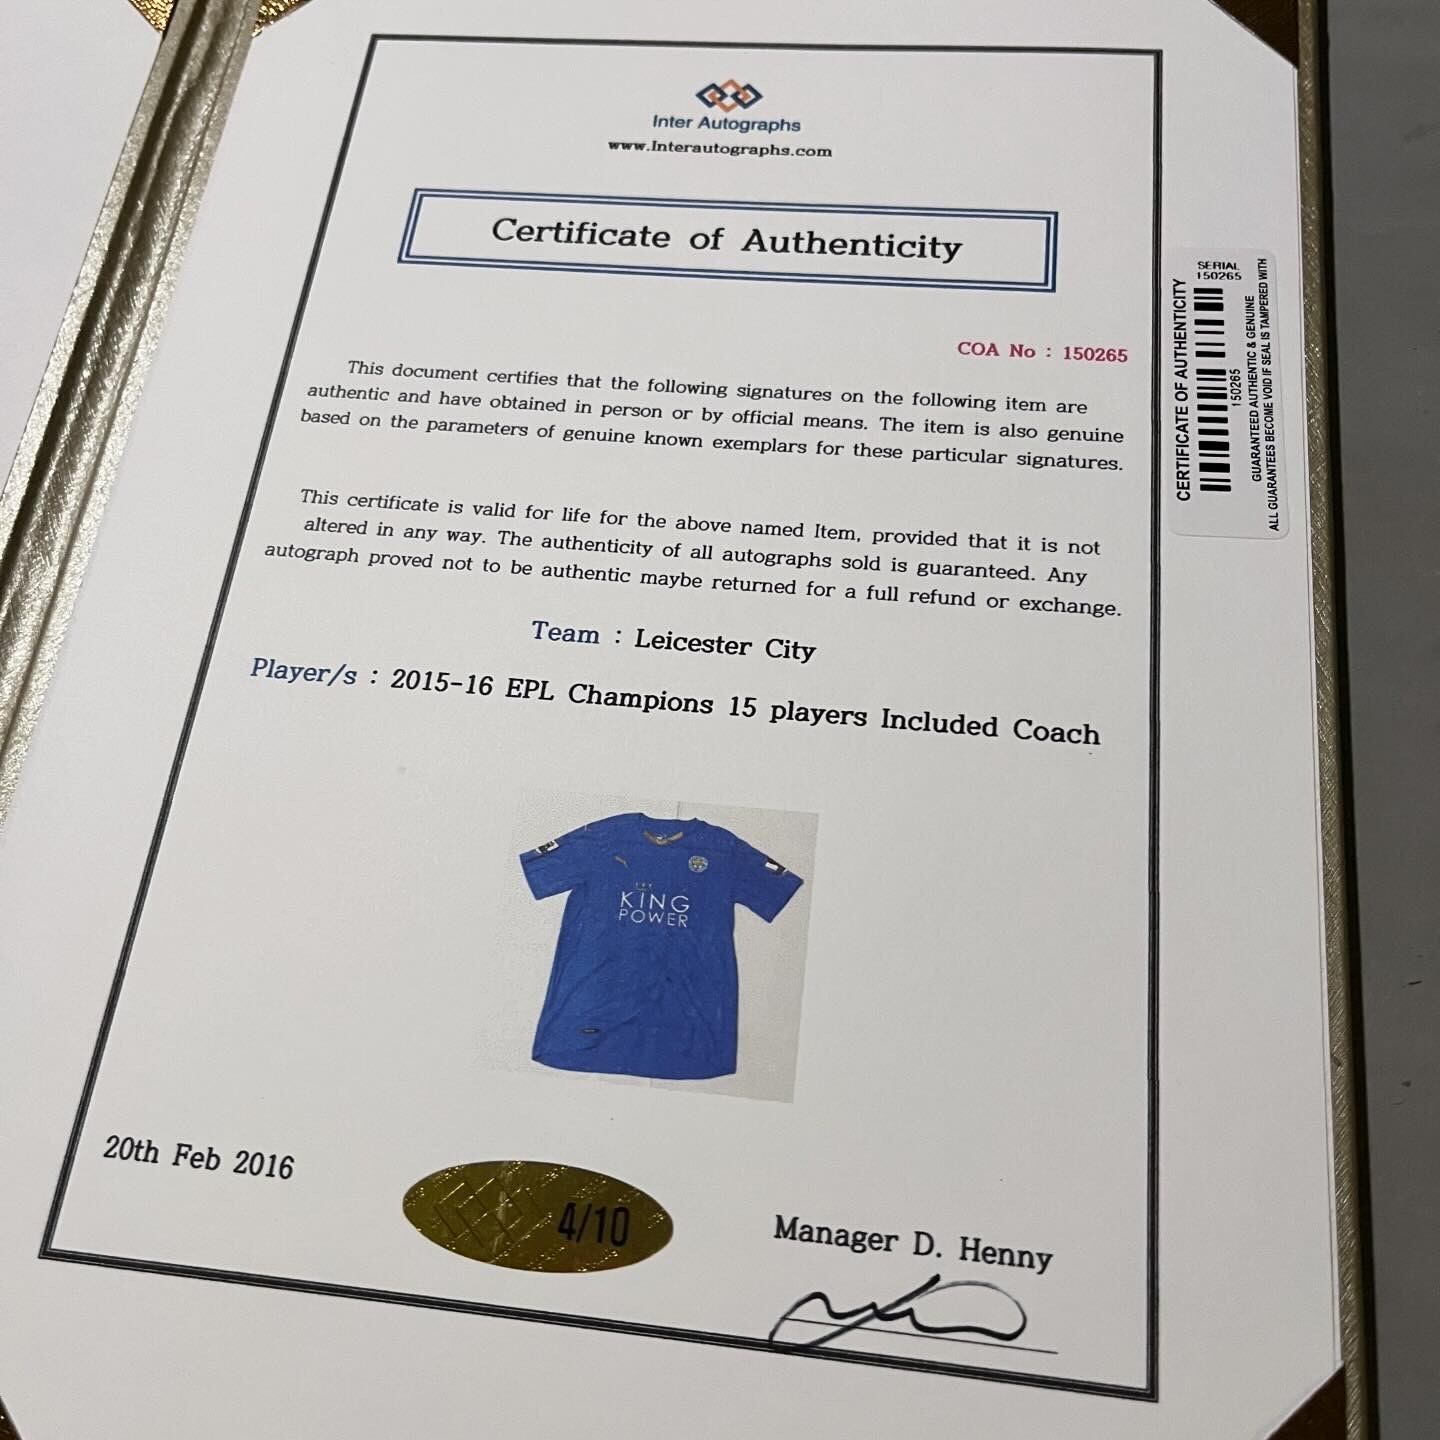 Inter Autographs
www.Interautographs.com
Certificate of Authenticity
COA No : 150265
This document certifies that the following signatures on the following item are
authentic and have obtained in person or by official means. The item is also genuine
based on the parameters of genuine known exemplars for these particular signatures.
This certificate is valid for life for the above named Item, provided that it is not
altered in any way. The authenticity of all autographs sold is guaranteed. Any
autograph proved not to be authentic maybe returned for a full refund or exchange.
Team : Leicester City
Player/s : 2015-16 EPL Champions 15 players Included Coach
KING
POWER
20th Feb 2016
4/10
Manager D. Henny
CERTIFICATE OF AUTHENTICITY
SERIAL
150265
150265
GUARANTEED AUTHENTIC & GENUINE
ALL GUARANTEES BECOME VOID IF SEAL IS TAMPERED WITH